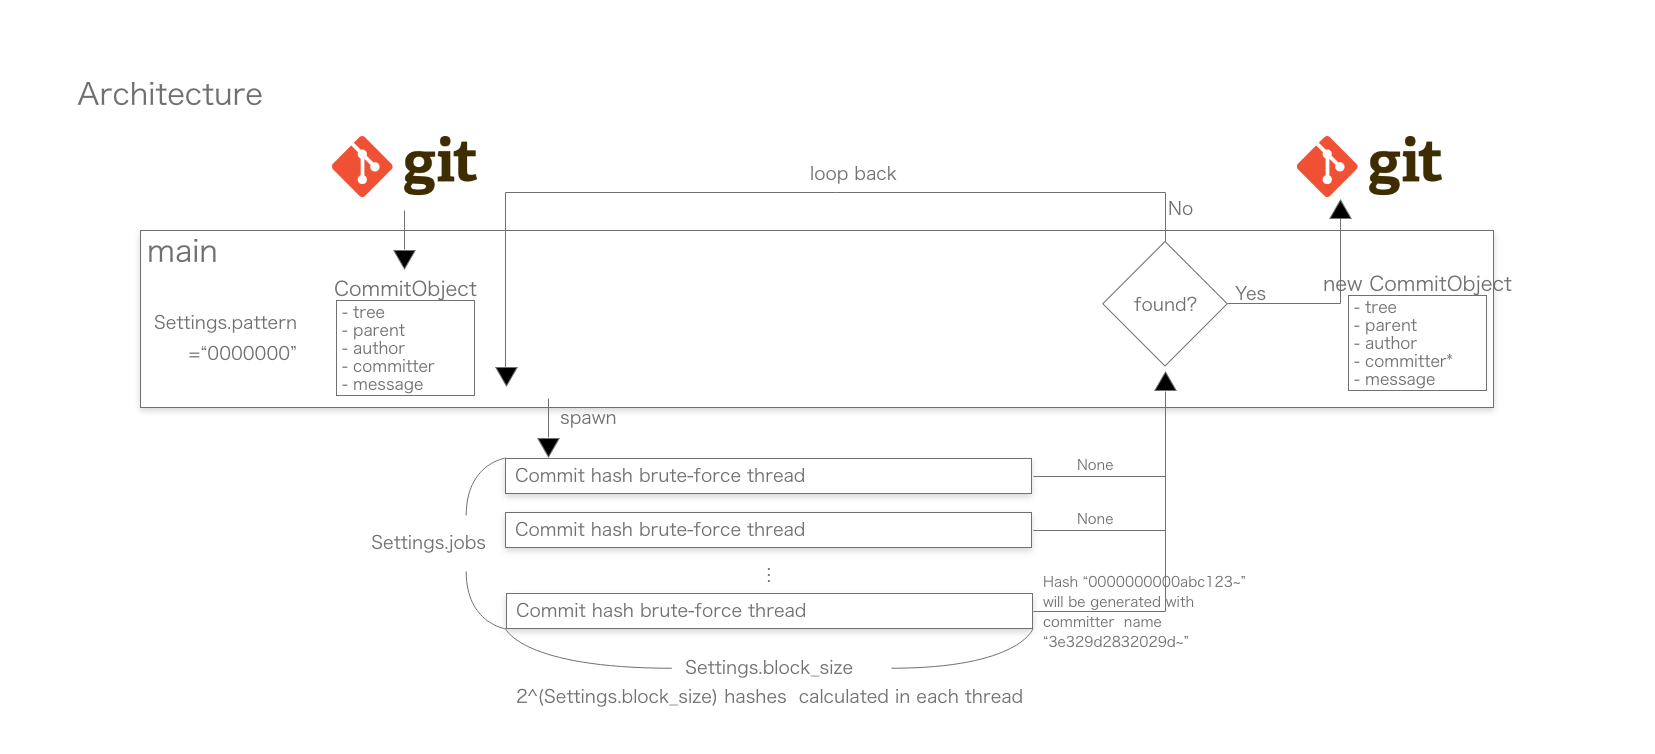 Architecture
git
git
loop back
No
main
CommitObject
- tree
- parent
- author
- committer
- message
Settings.pattern
=“0000000”
found?
Yes
new CommitObject
- tree
- parent
- author
- committer*
- message
spawn
Commit hash brute-force thread
None
Commit hash brute-force thread
None
Settings.jobs
⋮
Commit hash brute-force thread
Hash “0000000000abc123~”
will be generated with
committer name
“3e329d2832029d~”
Settings.block_size
2^(Settings.block_size) hashes calculated in each thread